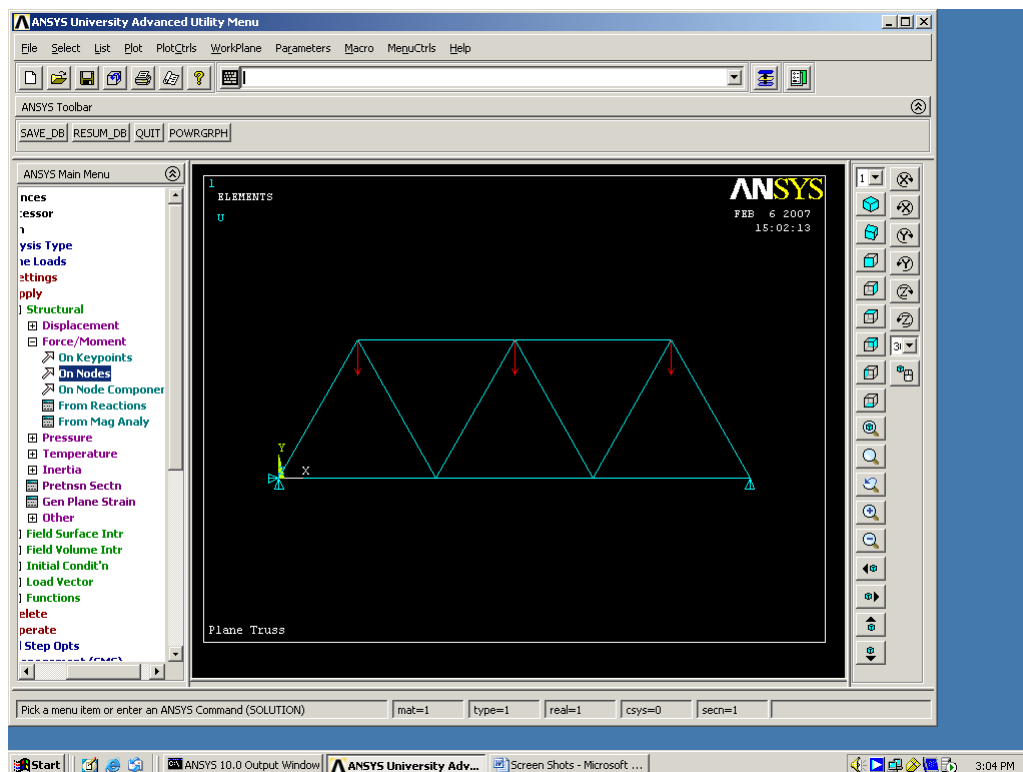 ANSYS University Advanced Utility Menu
File Select List Plot PlotCtrls WorkPlane Parameters Macro MenuCtrls Help
ANSYS Toolbar
SAVE_DB RESUM_DB QUIT POWRGRPH
ANSYS Main Menu
nces
cessor
n
ysis Type
ne Loads
ettings
pply
Structural
Displacement
Force/Moment
On Keypoints
On Nodes
On Node Componer
From Reactions
From Mag Analy
Pressure
Temperature
Inertia
Pretnsn Sectn
Gen Plane Strain
Other
Field Surface Intr
Field Volume Intr
Initial Condit'n
Load Vector
Functions
elete
perate
Step Opts
1
ELEMENTS
U
ANSYS
FEB 6 2007
15:02:13
Y
X
Plane Truss
1
X
X
Y
Y
Z
Z
Pick a menu item or enter an ANSYS Command (SOLUTION) mat=1 type=1 real=1 csys=0 secn=1
Start ANSYS 10.0 Output Window ANSYS University Adv... Screen Shots - Microsoft ... 3:04 PM